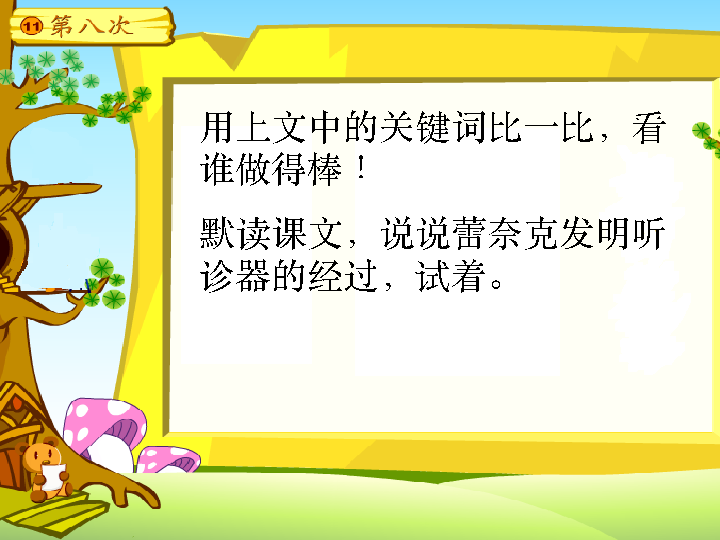 11 第八次
用上文中的关键词比一比，看
谁做得棒！
默读课文，说说蕾奈克发明听
诊器的经过，试着。